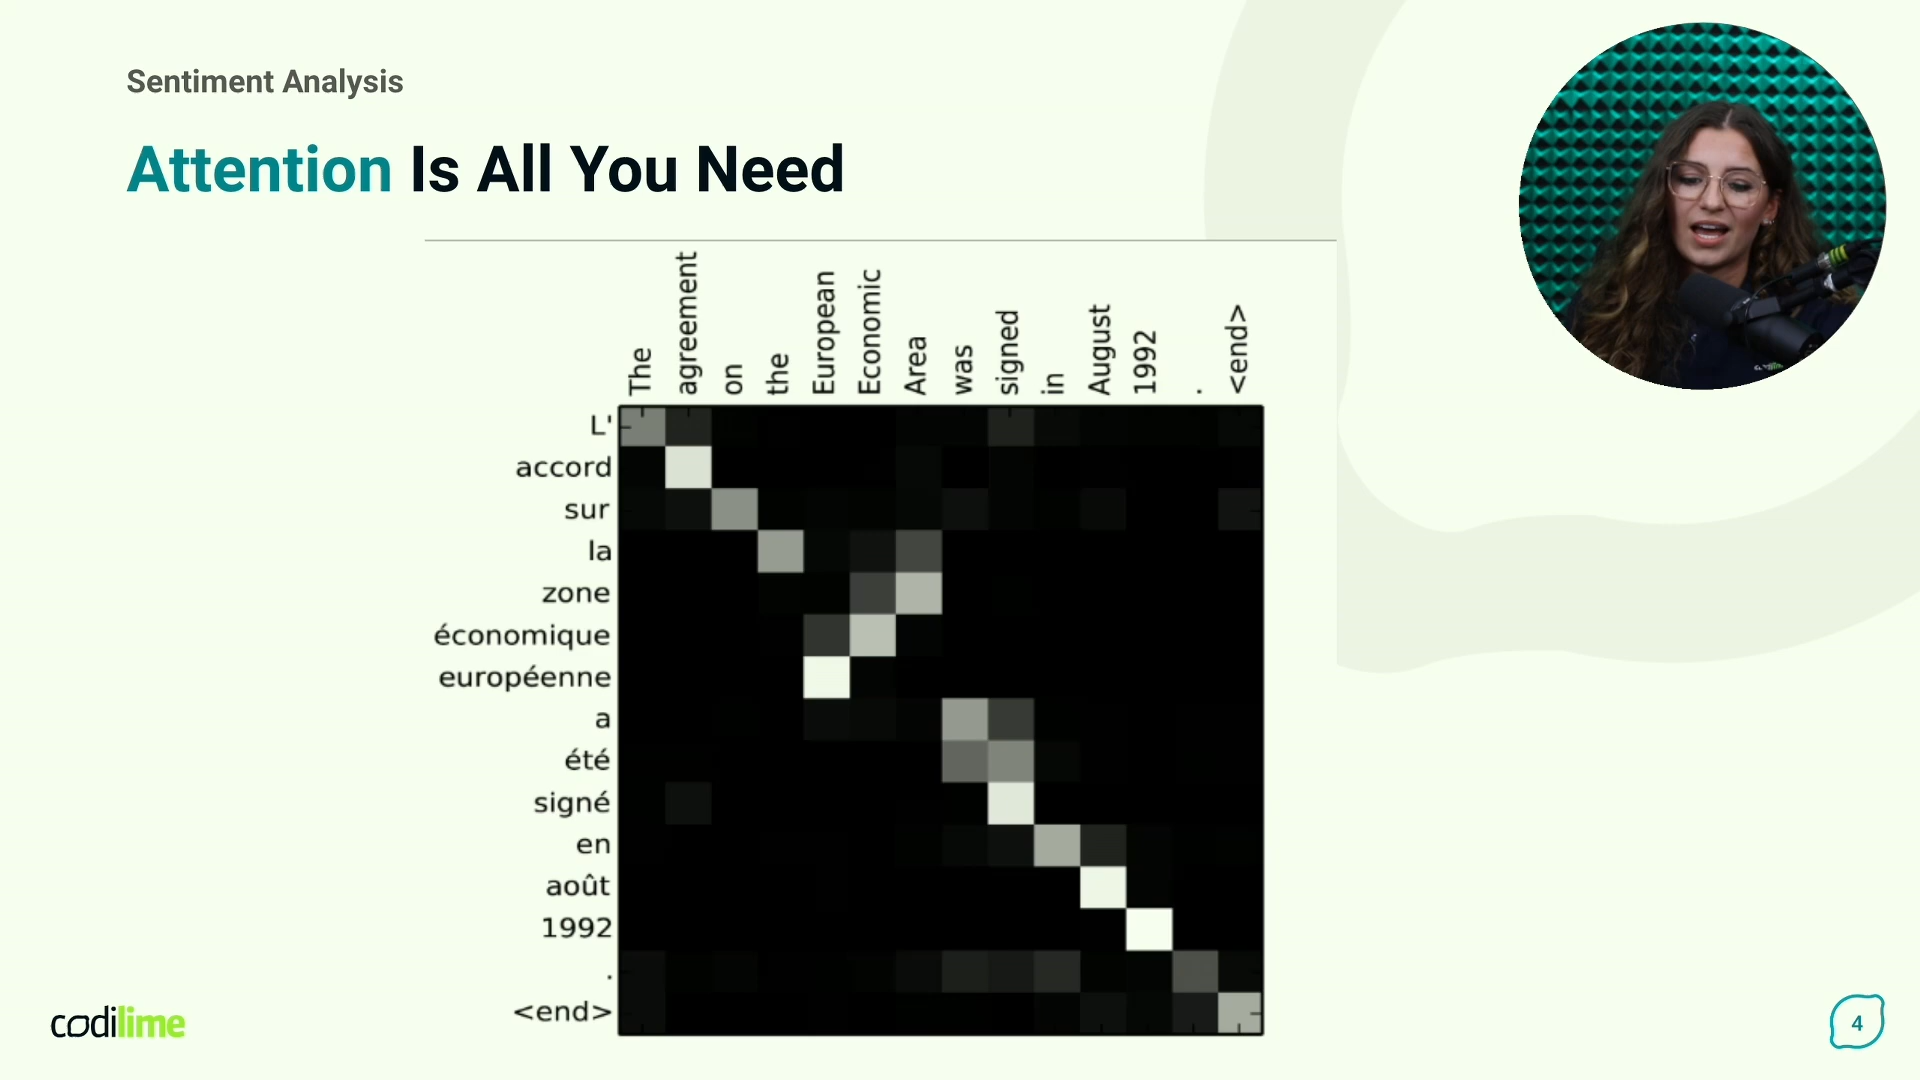 Sentiment Analysis
Attention Is All You Need
The
agreement
on
the
European
Economic
Area
was
signed
in
August
1992
.
<end>
L'
accord
sur
la
zone
économique
européenne
a
été
signé
en
août
1992
.
<end>
codilime
4